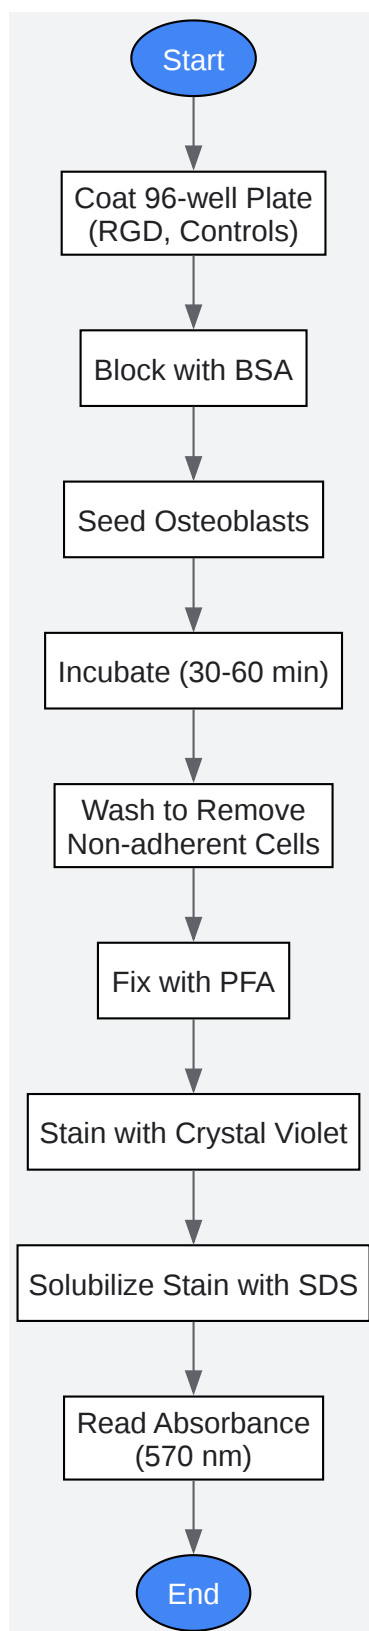 Start
Coat 96-well Plate
(RGD, Controls)
Block with BSA
Seed Osteoblasts
Incubate (30-60 min)
Wash to Remove
Non-adherent Cells
Fix with PFA
Stain with Crystal Violet
Solubilize Stain with SDS
Read Absorbance
(570 nm)
End